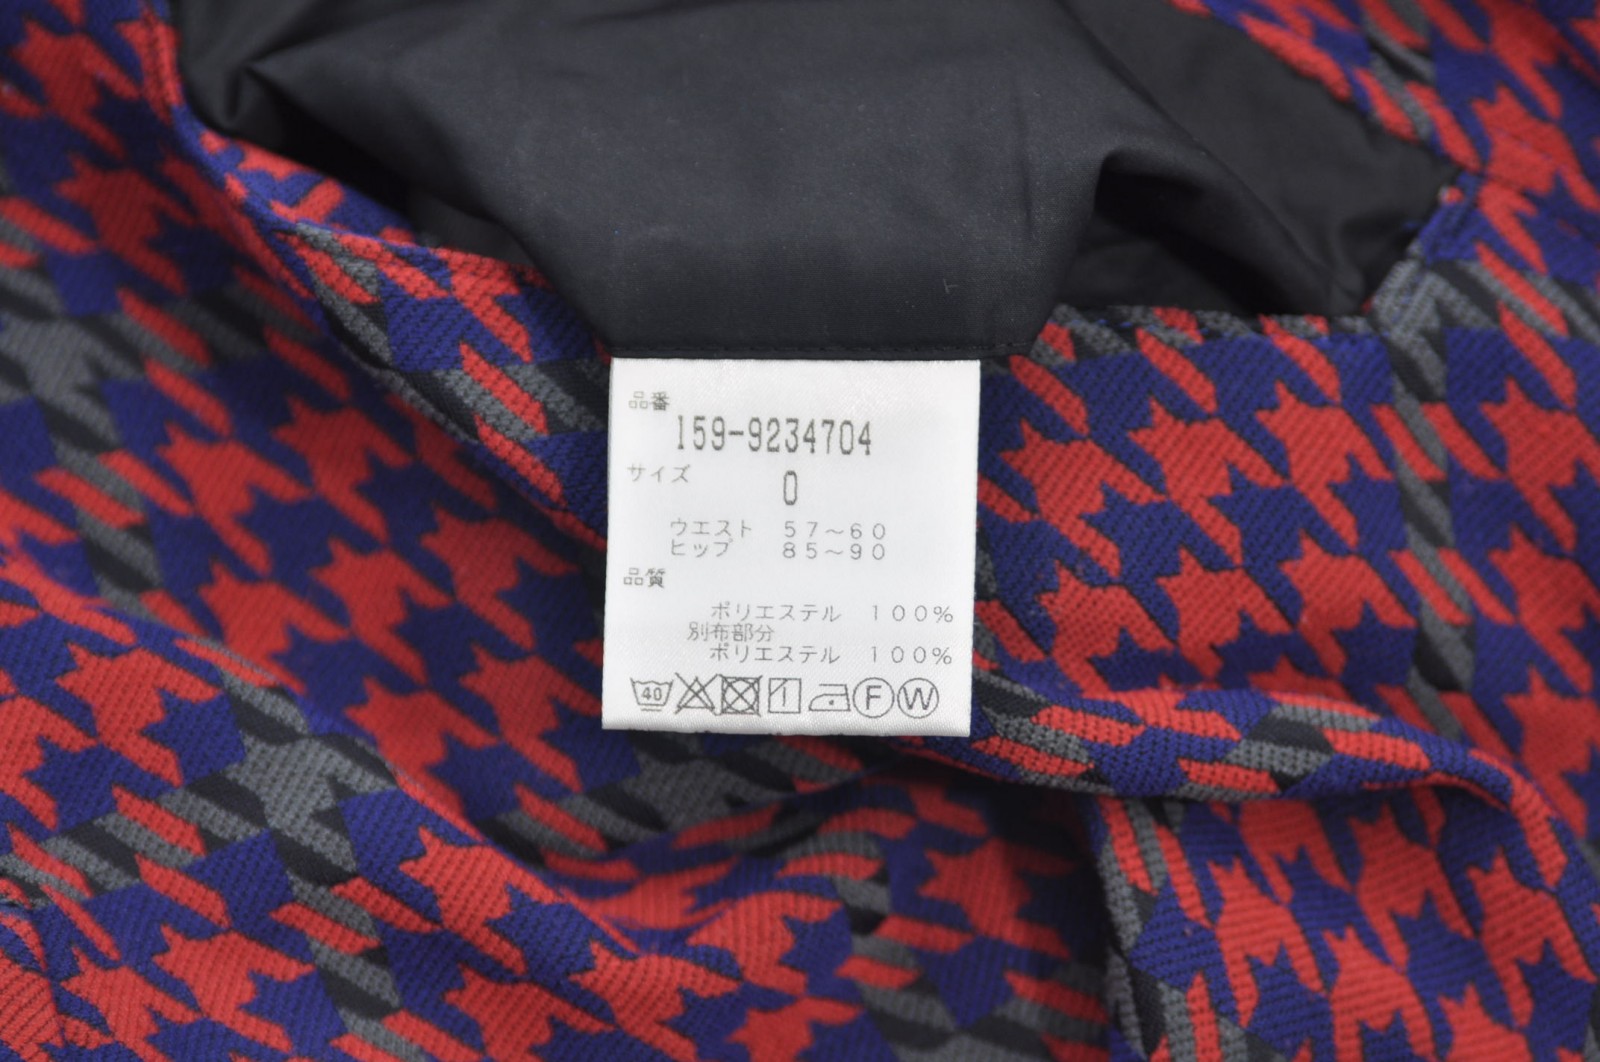 品番
159-9234704
サイズ
0
ウエスト 57～60
ヒップ 85～90
品質
ポリエステル 100%
別布部分
ポリエステル 100%
40 F W